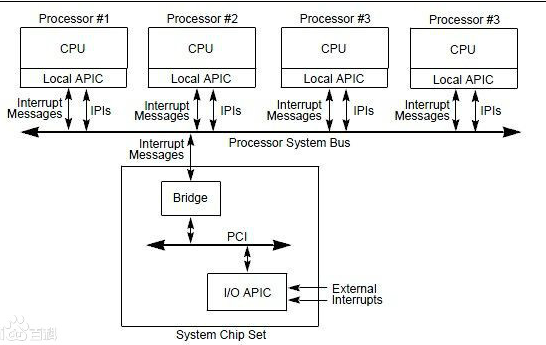 Processor #1
Processor #2
Processor #3
Processor #3
CPU
CPU
CPU
CPU
Local APIC
Local APIC
Local APIC
Local APIC
Interrupt
Messages
IPIs
Interrupt
Messages
IPIs
Interrupt
Messages
IPIs
Interrupt
Messages
IPIs
Processor System Bus
Interrupt
Messages
Bridge
PCI
I/O APIC
External
Interrupts
System Chip Set
百科